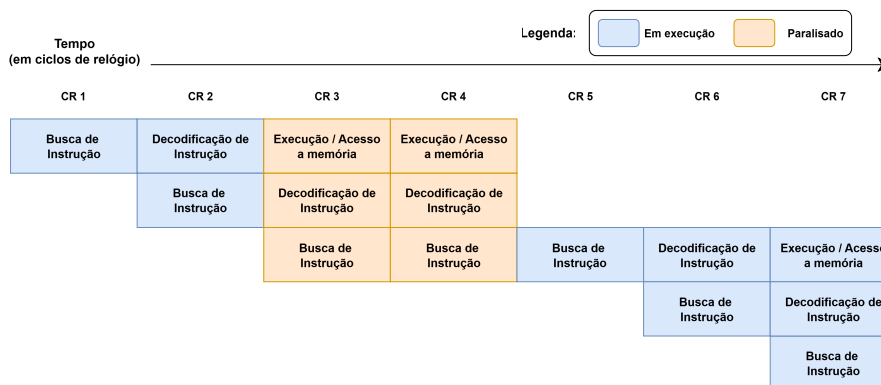 Legenda:
Em execução
Paralisado
Tempo
(em ciclos de relógio)
CR 1
CR 2
CR 3
CR 4
CR 5
CR 6
CR 7
Busca de
Instrução
Decodificação de
Instrução
Execução / Acesso
a memória
Execução / Acesso
a memória
Busca de
Instrução
Decodificação de
Instrução
Decodificação de
Instrução
Busca de
Instrução
Busca de
Instrução
Busca de
Instrução
Decodificação de
Instrução
Execução / Acesso
a memória
Busca de
Instrução
Decodificação de
Instrução
Busca de
Instrução